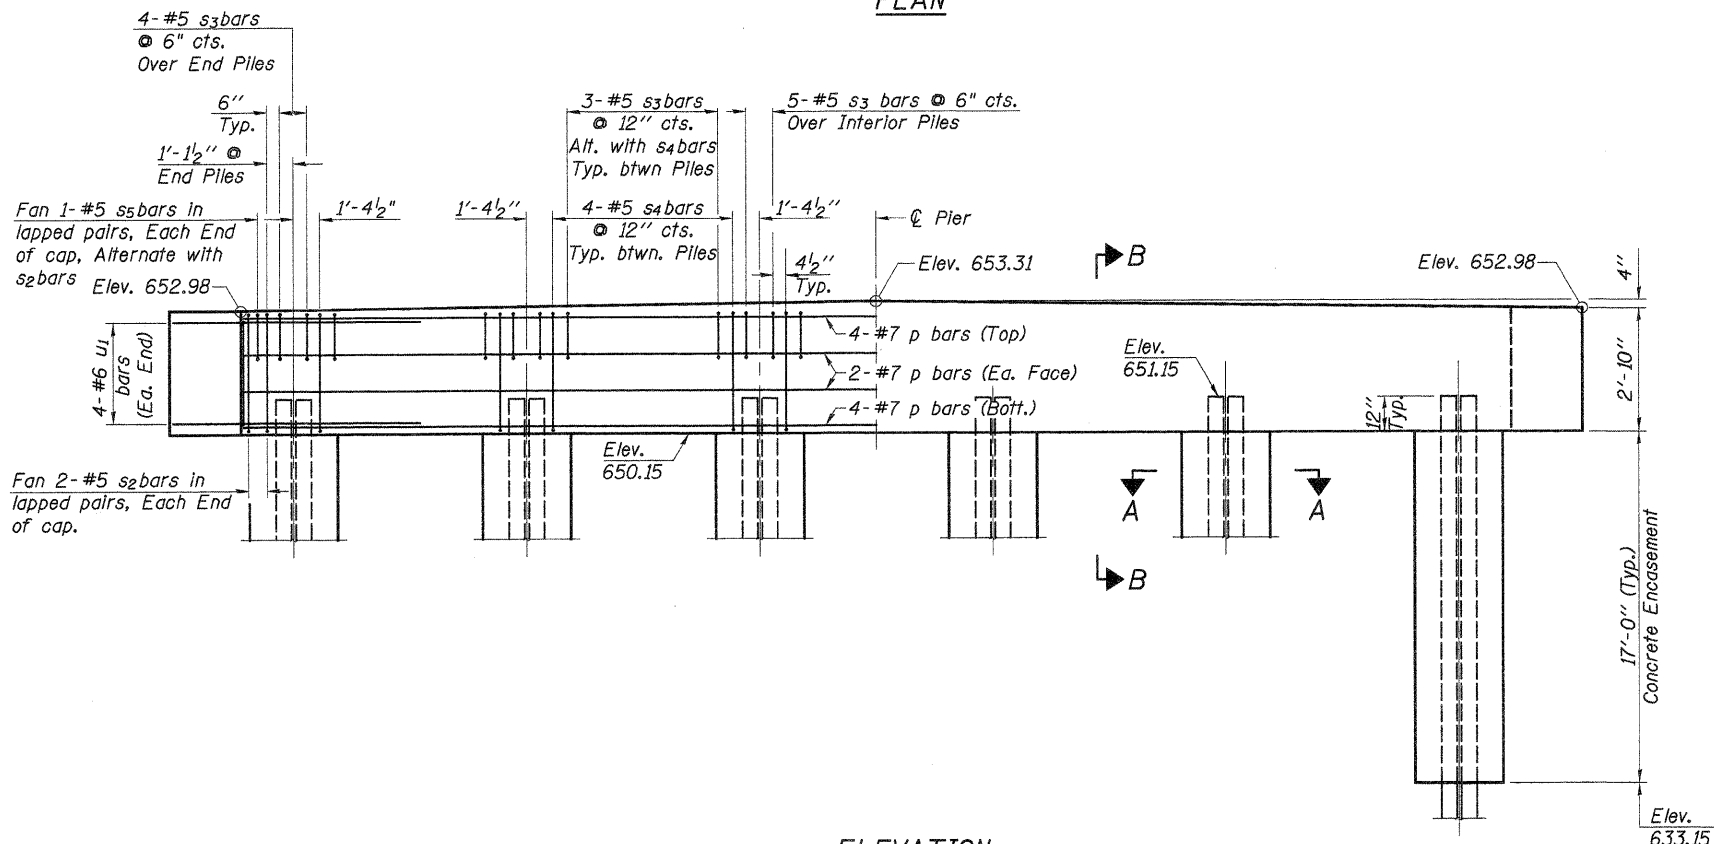 PLAN
4-#5 s3bars
@ 6" cts.
Over End Piles
6"
Typ.
1'-1½" @
End Piles
3-#5 s3bars
@ 12" cts.
Alt. with s4bars
Typ. btwn Piles
5-#5 s3 bars @ 6" cts.
Over Interior Piles
Fan 1-#5 s5bars in
lapped pairs, Each End
of cap, Alternate with
s2bars
1'-4½"
1'-4½"
4-#5 s4bars
@ 12" cts.
Typ. btwn. Piles
1'-4½"
℄ Pier
4½"
Typ.
Elev. 652.98
Elev. 653.31
B
Elev. 652.98
4"
4-#6 u1
bars
(Ea. End)
4-#7 p bars (Top)
2-#7 p bars (Ea. Face)
4-#7 p bars (Bott.)
Elev.
651.15
12"
Typ.
2'-10"
Elev.
650.15
Fan 2-#5 s2bars in
lapped pairs, Each End
of cap.
A
A
B
17'-0" (Typ.)
Concrete Encasement
Elev.
633.15
ELEVATION